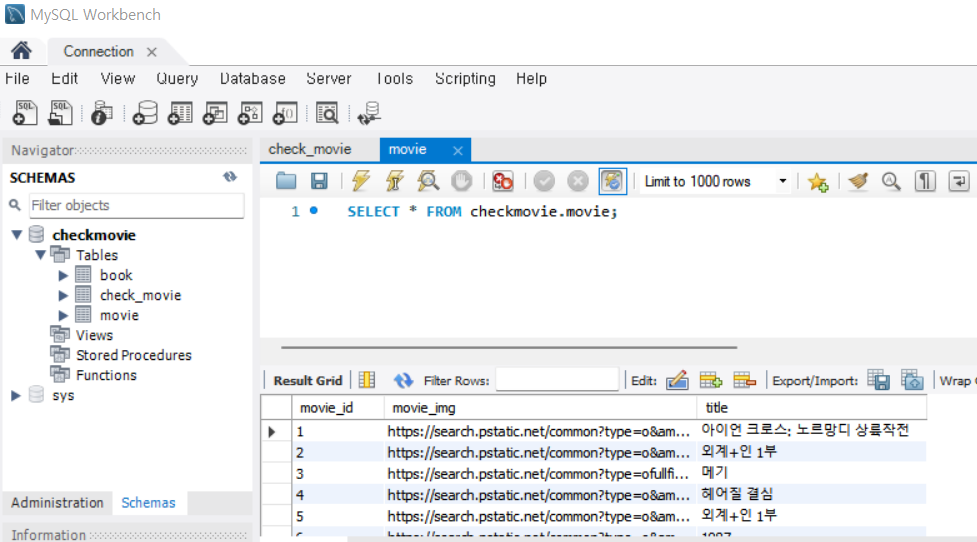 MySQL Workbench
Connection
File Edit View Query Database Server Tools Scripting Help
Navigator
SCHEMAS
Filter objects
checkmovie
Tables
book
check_movie
movie
Views
Stored Procedures
Functions
sys
Administration Schemas
Information
check_movie movie
Limit to 1000 rows
1 SELECT * FROM checkmovie.movie;
Result Grid Filter Rows: Edit: Export/Import: Wrap
movie_id movie_img title
1 https://search.pstatic.net/common?type=o&am... 아이언 크로스: 노르망디 상륙작전
2 https://search.pstatic.net/common?type=o&am... 외계+인 1부
3 https://search.pstatic.net/common?type=ofullfi... 메기
4 https://search.pstatic.net/common?type=o&am... 헤어질 결심
5 https://search.pstatic.net/common?type=o&am... 외계+인 1부